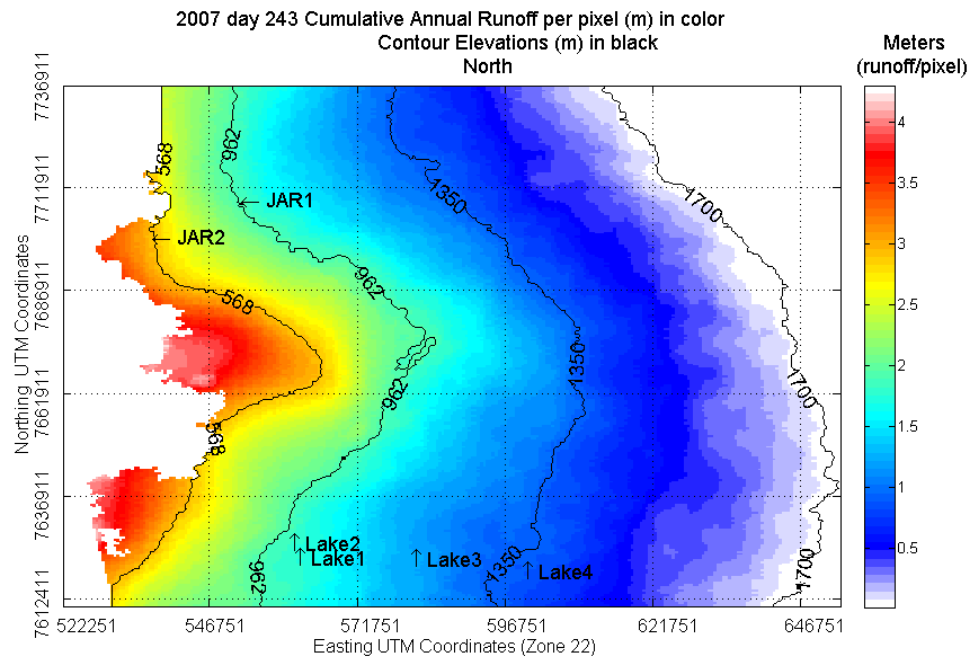 2007 day 243 Cumulative Annual Runoff per pixel (m) in color
Contour Elevations (m) in black
North
Meters
(runoff/pixel)
7736911
7711911
7686911
7661911
7636911
7612411
Northing UTM Coordinates
568
962
1350
1700
JAR1
JAR2
568
962
1350
1700
962
568
Lake2
Lake1
Lake3
Lake4
962
1350
1700
4
3.5
3
2.5
2
1.5
1
0.5
522251
546751
571751
596751
621751
646751
Easting UTM Coordinates (Zone 22)